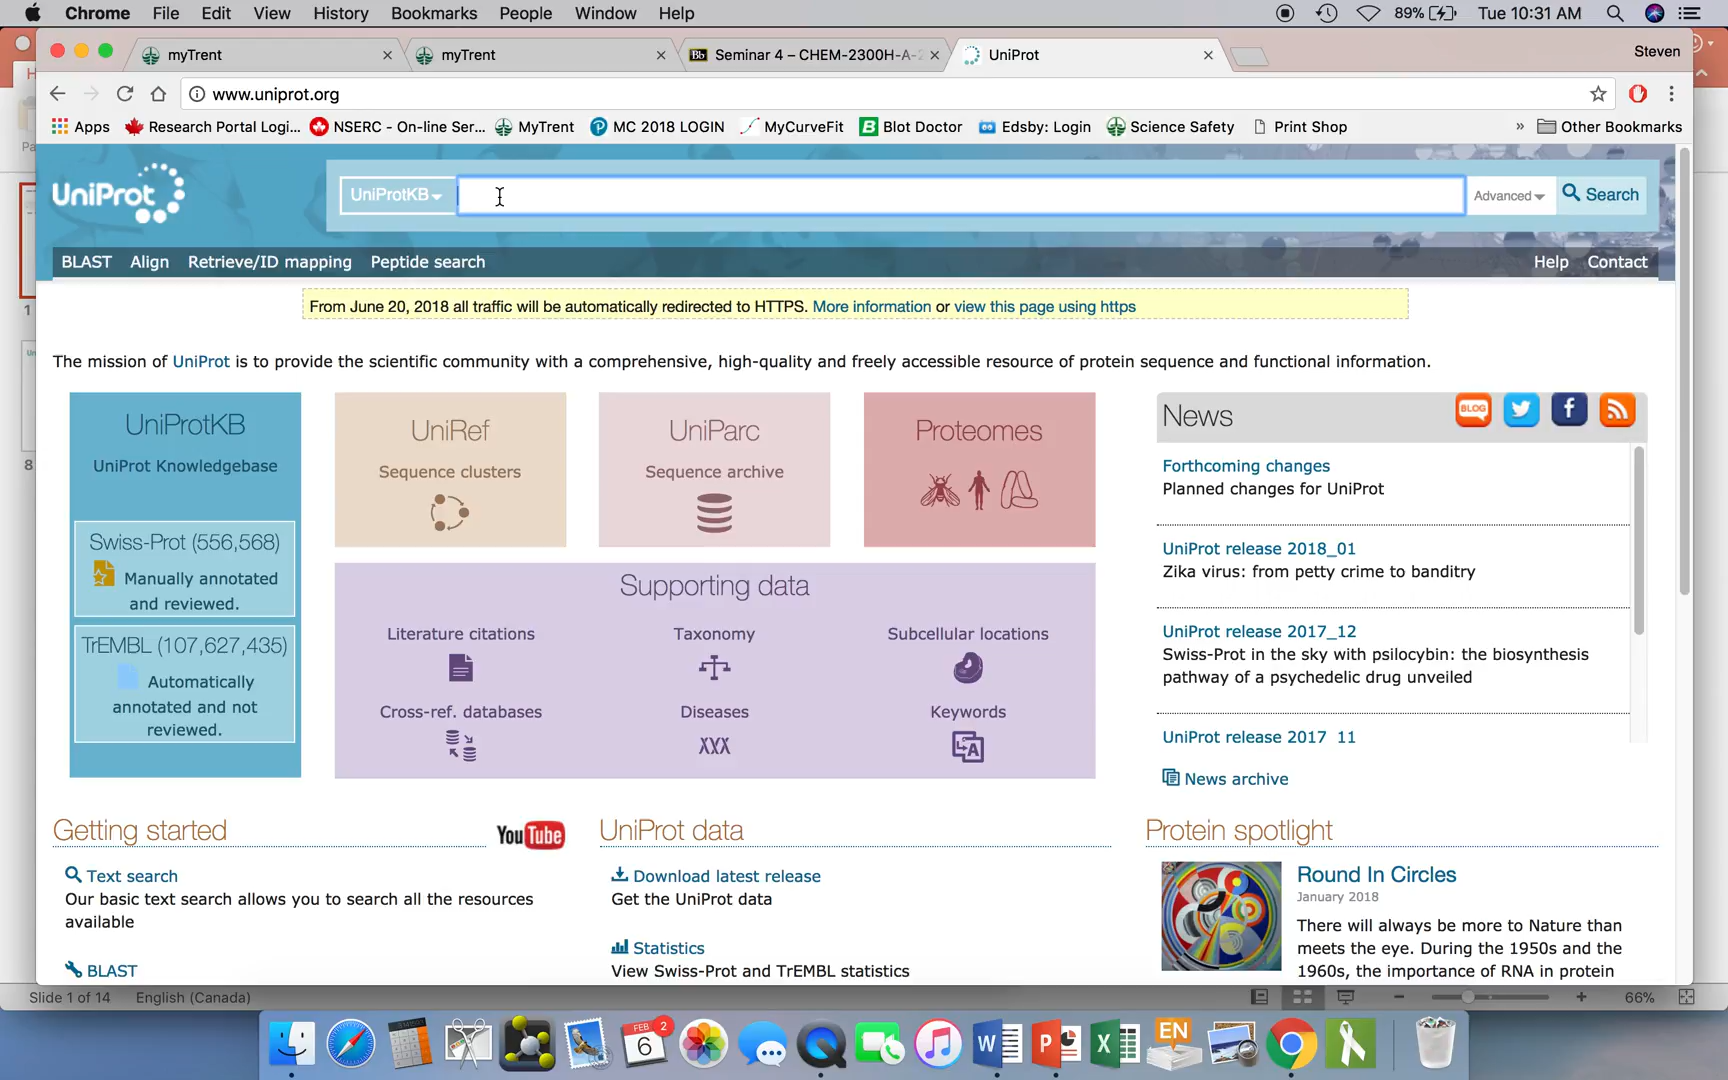 Chrome File Edit View History Bookmarks People Window Help 89% Tue 10:31 AM
myTrent myTrent Bb Seminar 4 – CHEM-2300H-A-2 UniProt Steven
www.uniprot.org
Apps Research Portal Logi... NSERC - On-line Ser... MyTrent MC 2018 LOGIN MyCurveFit Blot Doctor Edsby: Login Science Safety Print Shop » Other Bookmarks
UniProt UniProtKB Advanced Search
BLAST Align Retrieve/ID mapping Peptide search Help Contact
From June 20, 2018 all traffic will be automatically redirected to HTTPS. More information or view this page using https
The mission of UniProt is to provide the scientific community with a comprehensive, high-quality and freely accessible resource of protein sequence and functional information.
UniProtKB
UniProt Knowledgebase
Swiss-Prot (556,568)
Manually annotated
and reviewed.
TrEMBL (107,627,435)
Automatically
annotated and not
reviewed.
UniRef
Sequence clusters
UniParc
Sequence archive
Proteomes
Supporting data
Literature citations
Taxonomy
Subcellular locations
Cross-ref. databases
Diseases
Keywords
News
BLOG
Forthcoming changes
Planned changes for UniProt
UniProt release 2018_01
Zika virus: from petty crime to banditry
UniProt release 2017_12
Swiss-Prot in the sky with psilocybin: the biosynthesis
pathway of a psychedelic drug unveiled
UniProt release 2017 11
News archive
Getting started
YouTube
Text search
Our basic text search allows you to search all the resources
available
BLAST
UniProt data
Download latest release
Get the UniProt data
Statistics
View Swiss-Prot and TrEMBL statistics
Protein spotlight
Round In Circles
January 2018
There will always be more to Nature than
meets the eye. During the 1950s and the
1960s, the importance of RNA in protein
1
8
Slide 1 of 14 English (Canada) 66%
FEB 2
6
EN